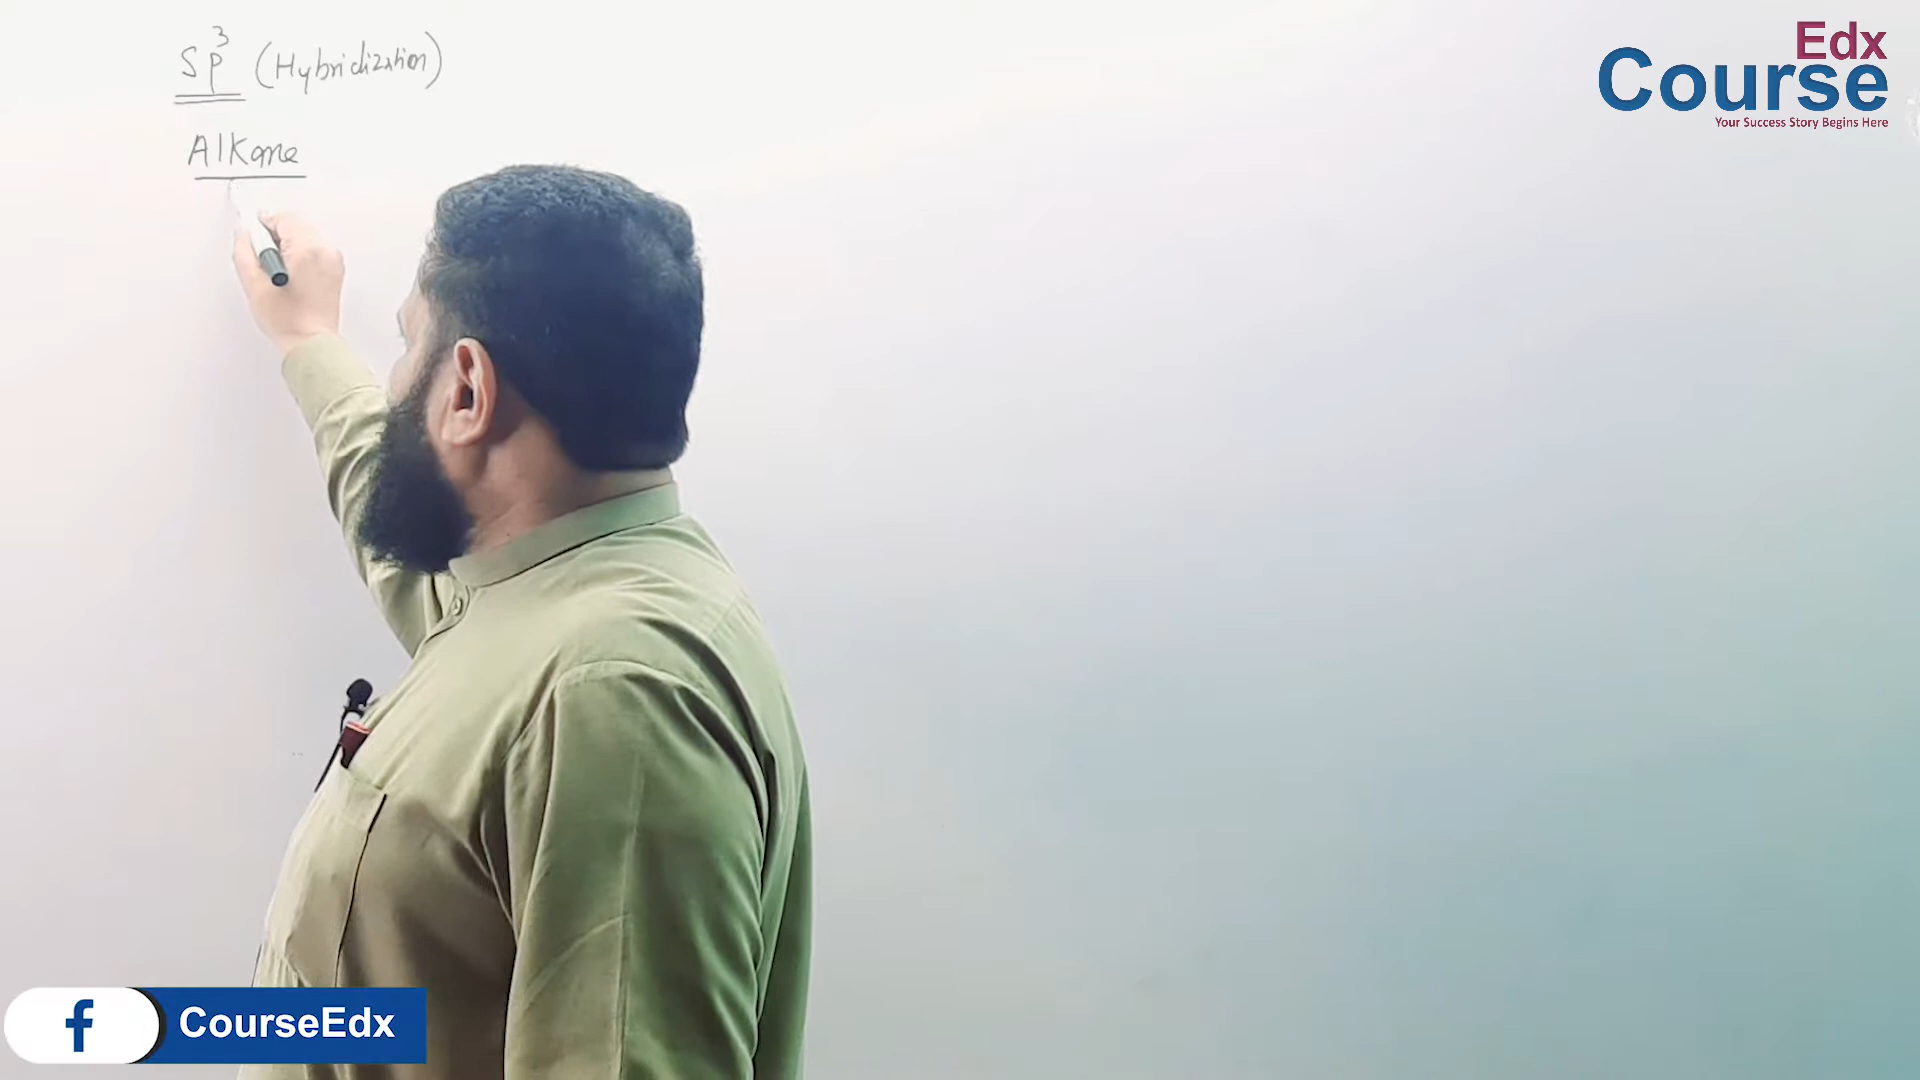 Sp³ (Hybridization)
Alkane
Edx
Course
Your Success Story Begins Here
f CourseEdx